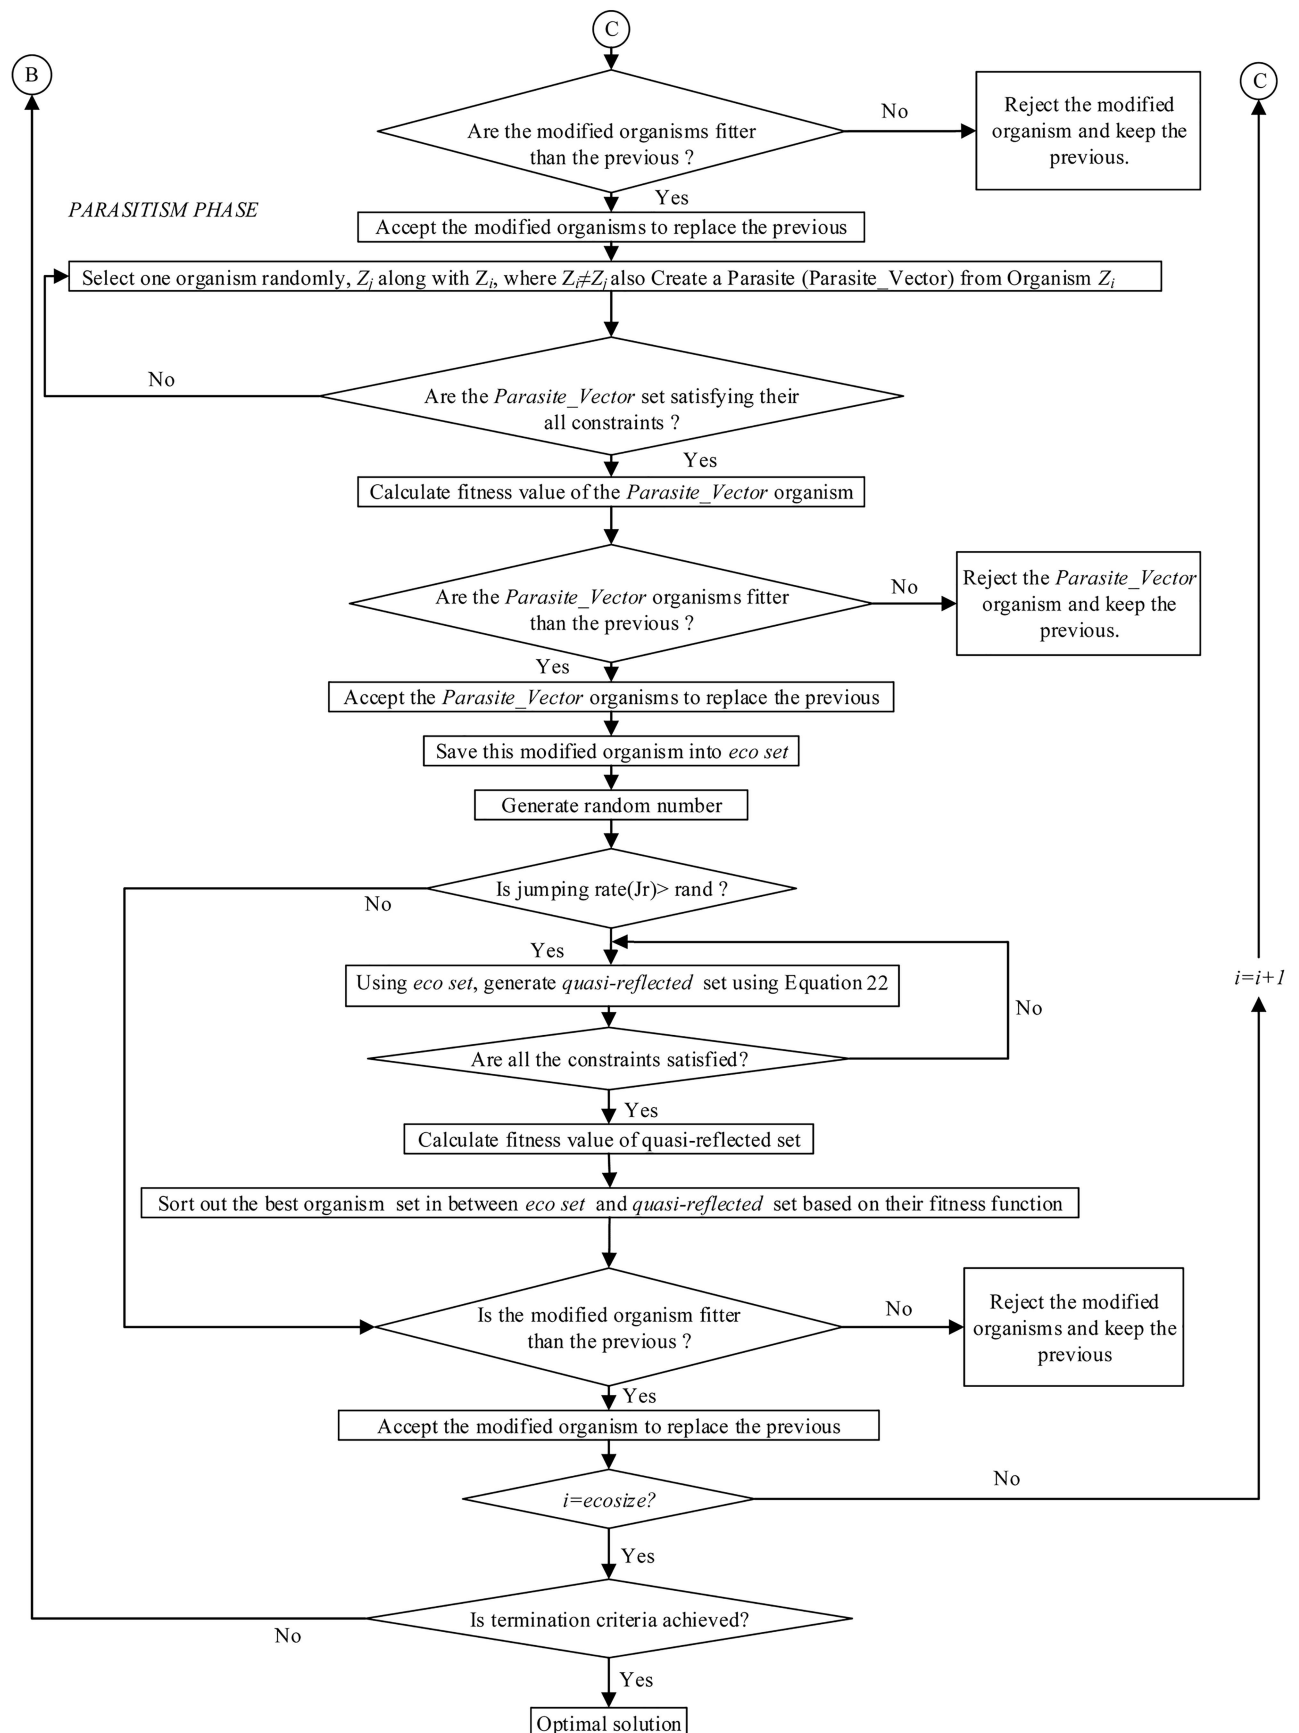 C
B
C
Are the modified organisms fitter
than the previous ?
No
Reject the modified
organism and keep the
previous.
Yes
PARASITISM PHASE
Accept the modified organisms to replace the previous
Select one organism randomly, Zj along with Zi, where Zi≠Zj also Create a Parasite (Parasite_Vector) from Organism Zi
No
Are the Parasite_Vector set satisfying their
all constraints ?
Yes
Calculate fitness value of the Parasite_Vector organism
Are the Parasite_Vector organisms fitter
than the previous ?
No
Reject the Parasite_Vector
organism and keep the
previous.
Yes
Accept the Parasite_Vector organisms to replace the previous
Save this modified organism into eco set
Generate random number
Is jumping rate(Jr)> rand ?
No
Yes
Using eco set, generate quasi-reflected set using Equation 22
i=i+1
No
Are all the constraints satisfied?
Yes
Calculate fitness value of quasi-reflected set
Sort out the best organism set in between eco set and quasi-reflected set based on their fitness function
Is the modified organism fitter
than the previous ?
No
Reject the modified
organisms and keep the
previous
Yes
Accept the modified organism to replace the previous
i=ecosize?
No
Yes
Is termination criteria achieved?
No
Yes
Optimal solution